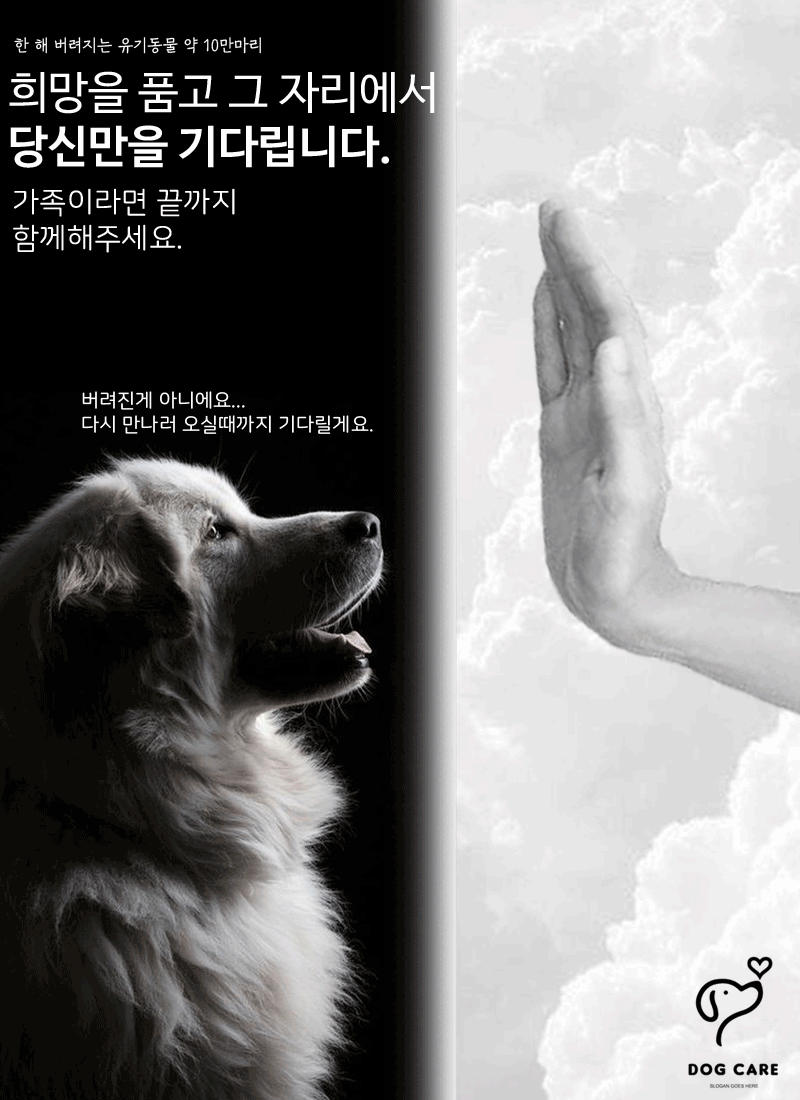 한 해 버려지는 유기동물 약 10만마리
희망을 품고 그 자리에서
당신만을 기다립니다.
가족이라면 끝까지
함께해주세요.
버려진게 아니에요...
다시 만나러 오실때까지 기다릴게요.
DOG CARE
SLOGAN GOES HERE